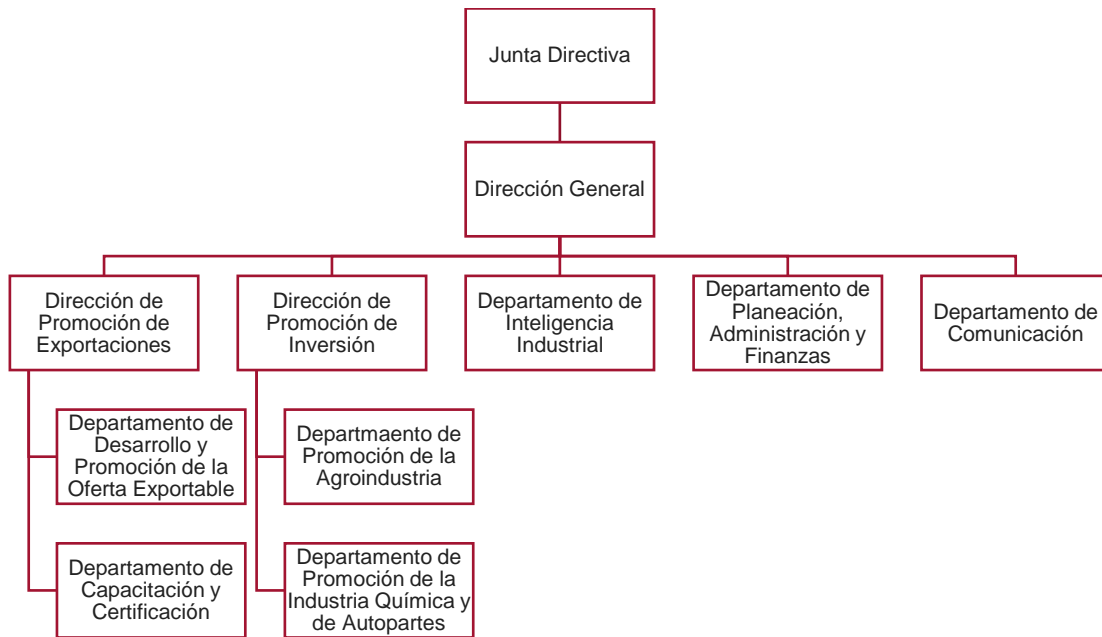 Junta Directiva
Dirección General
Dirección de
Promoción de
Exportaciones
Dirección de
Promoción de
Inversión
Departamento de
Inteligencia
Industrial
Departamento de
Planeación,
Administración y
Finanzas
Departamento de
Comunicación
Departamento de
Desarrollo y
Promoción de la
Oferta Exportable
Departmaento de
Promoción de la
Agroindustria
Departamento de
Capacitación y
Certificación
Departamento de
Promoción de la
Industria Química y
de Autopartes